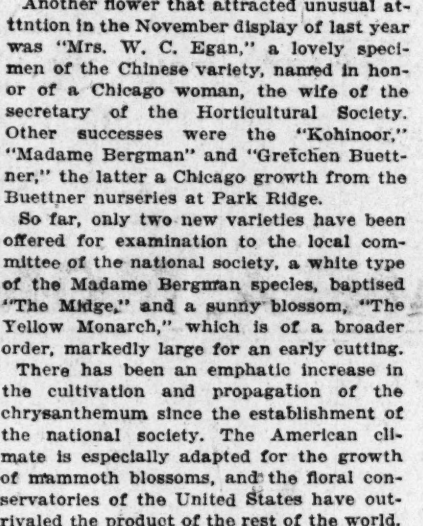 Another flower that attracted unusual at-
ttntion in the November display of last year
was "Mrs. W. C. Egan," a lovely speci-
men of the Chinese variety, named in hon-
or of a Chicago woman, the wife of the
secretary of the Horticultural Society.
Other successes were the "Kohinoor,"
"Madame Bergman" and "Gretchen Buett-
ner," the latter a Chicago growth from the
Buettner nurseries at Park Ridge.
So far, only two new varieties have been
offered for examination to the local com-
mittee of the national society, a white type
of the Madame Bergman species, baptised
"The Midge," and a sunny blossom, "The
Yellow Monarch," which is of a broader
order, markedly large for an early cutting.
There has been an emphatic increase in
the cultivation and propagation of the
chrysanthemum since the establishment of
the national society. The American cli-
mate is especially adapted for the growth
of mammoth blossoms, and the floral con-
servatories of the United States have out-
rivaled the product of the rest of the world.